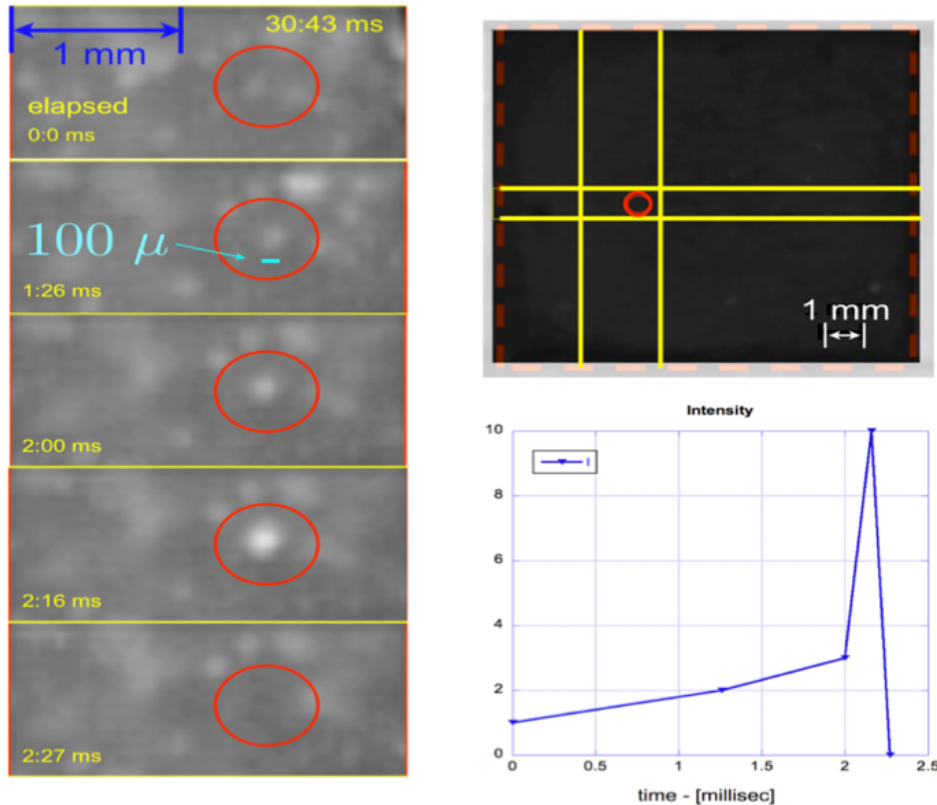 30:43 ms
1 mm
elapsed
0:0 ms
100 μ
1:26 ms
2:00 ms
2:16 ms
2:27 ms
1 mm
Intensity
I
10
8
6
4
2
0
0
0.5
1
1.5
2
2.5
time - [millisec]